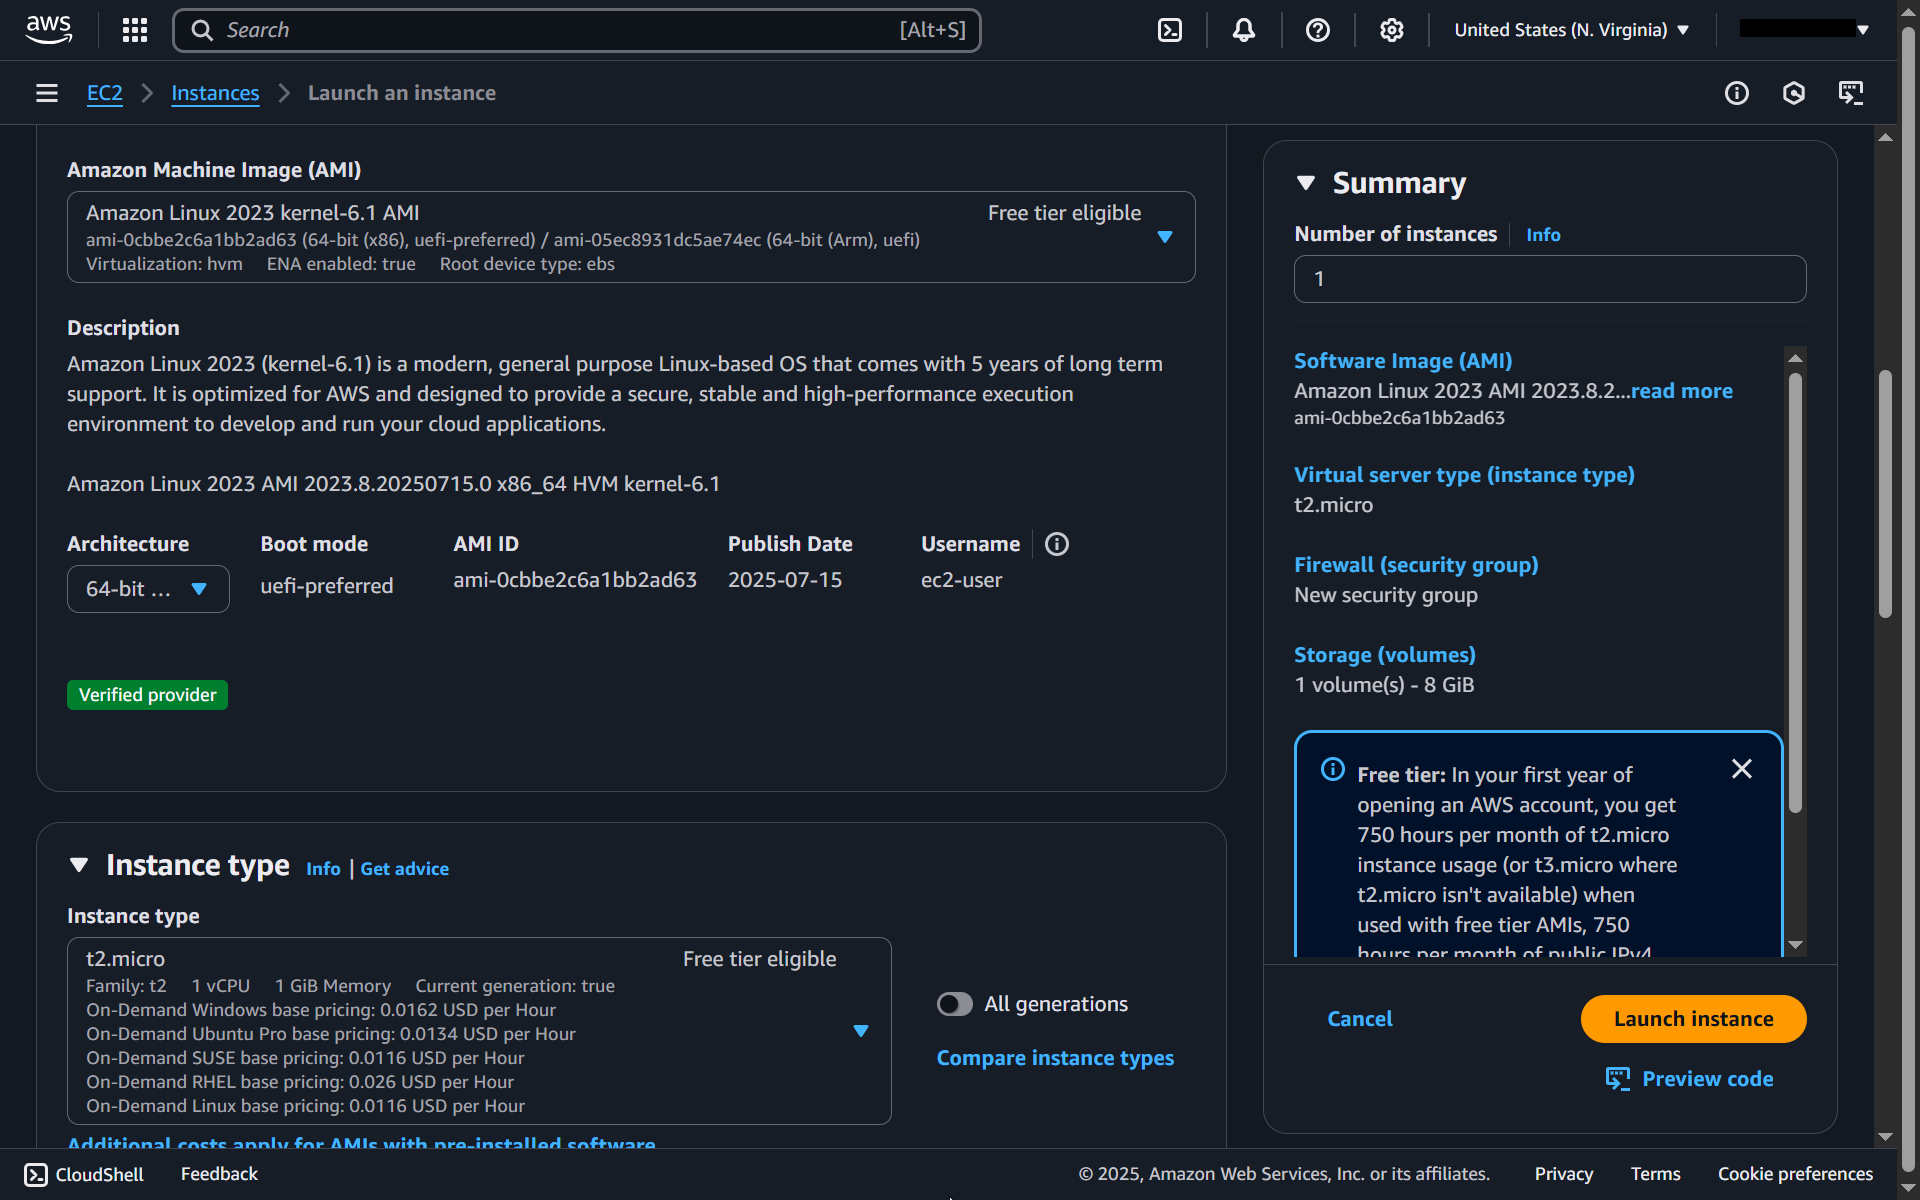 aws
Search
[Alt+S]
United States (N. Virginia)
EC2
Instances
Launch an instance
Amazon Machine Image (AMI)
Amazon Linux 2023 kernel-6.1 AMI
Free tier eligible
ami-0cbbe2c6a1bb2ad63 (64-bit (x86), uefi-preferred) / ami-05ec8931dc5ae74ec (64-bit (Arm), uefi)
Virtualization: hvm ENA enabled: true Root device type: ebs
Description
Amazon Linux 2023 (kernel-6.1) is a modern, general purpose Linux-based OS that comes with 5 years of long term
support. It is optimized for AWS and designed to provide a secure, stable and high-performance execution
environment to develop and run your cloud applications.
Amazon Linux 2023 AMI 2023.8.20250715.0 x86_64 HVM kernel-6.1
Architecture
64-bit ...
Boot mode
uefi-preferred
AMI ID
ami-0cbbe2c6a1bb2ad63
Publish Date
2025-07-15
Username
ec2-user
Verified provider
Instance type
Info | Get advice
Instance type
t2.micro
Free tier eligible
Family: t2 1 vCPU 1 GiB Memory Current generation: true
On-Demand Windows base pricing: 0.0162 USD per Hour
On-Demand Ubuntu Pro base pricing: 0.0134 USD per Hour
On-Demand SUSE base pricing: 0.0116 USD per Hour
On-Demand RHEL base pricing: 0.026 USD per Hour
On-Demand Linux base pricing: 0.0116 USD per Hour
All generations
Compare instance types
Additional costs apply for AMIs with pre-installed software
Summary
Number of instances
Info
1
Software Image (AMI)
Amazon Linux 2023 AMI 2023.8.2...read more
ami-0cbbe2c6a1bb2ad63
Virtual server type (instance type)
t2.micro
Firewall (security group)
New security group
Storage (volumes)
1 volume(s) - 8 GiB
Free tier: In your first year of
opening an AWS account, you get
750 hours per month of t2.micro
instance usage (or t3.micro where
t2.micro isn't available) when
used with free tier AMIs, 750
hours per month of public IPv4
Cancel
Launch instance
Preview code
CloudShell
Feedback
© 2025, Amazon Web Services, Inc. or its affiliates.
Privacy
Terms
Cookie preferences